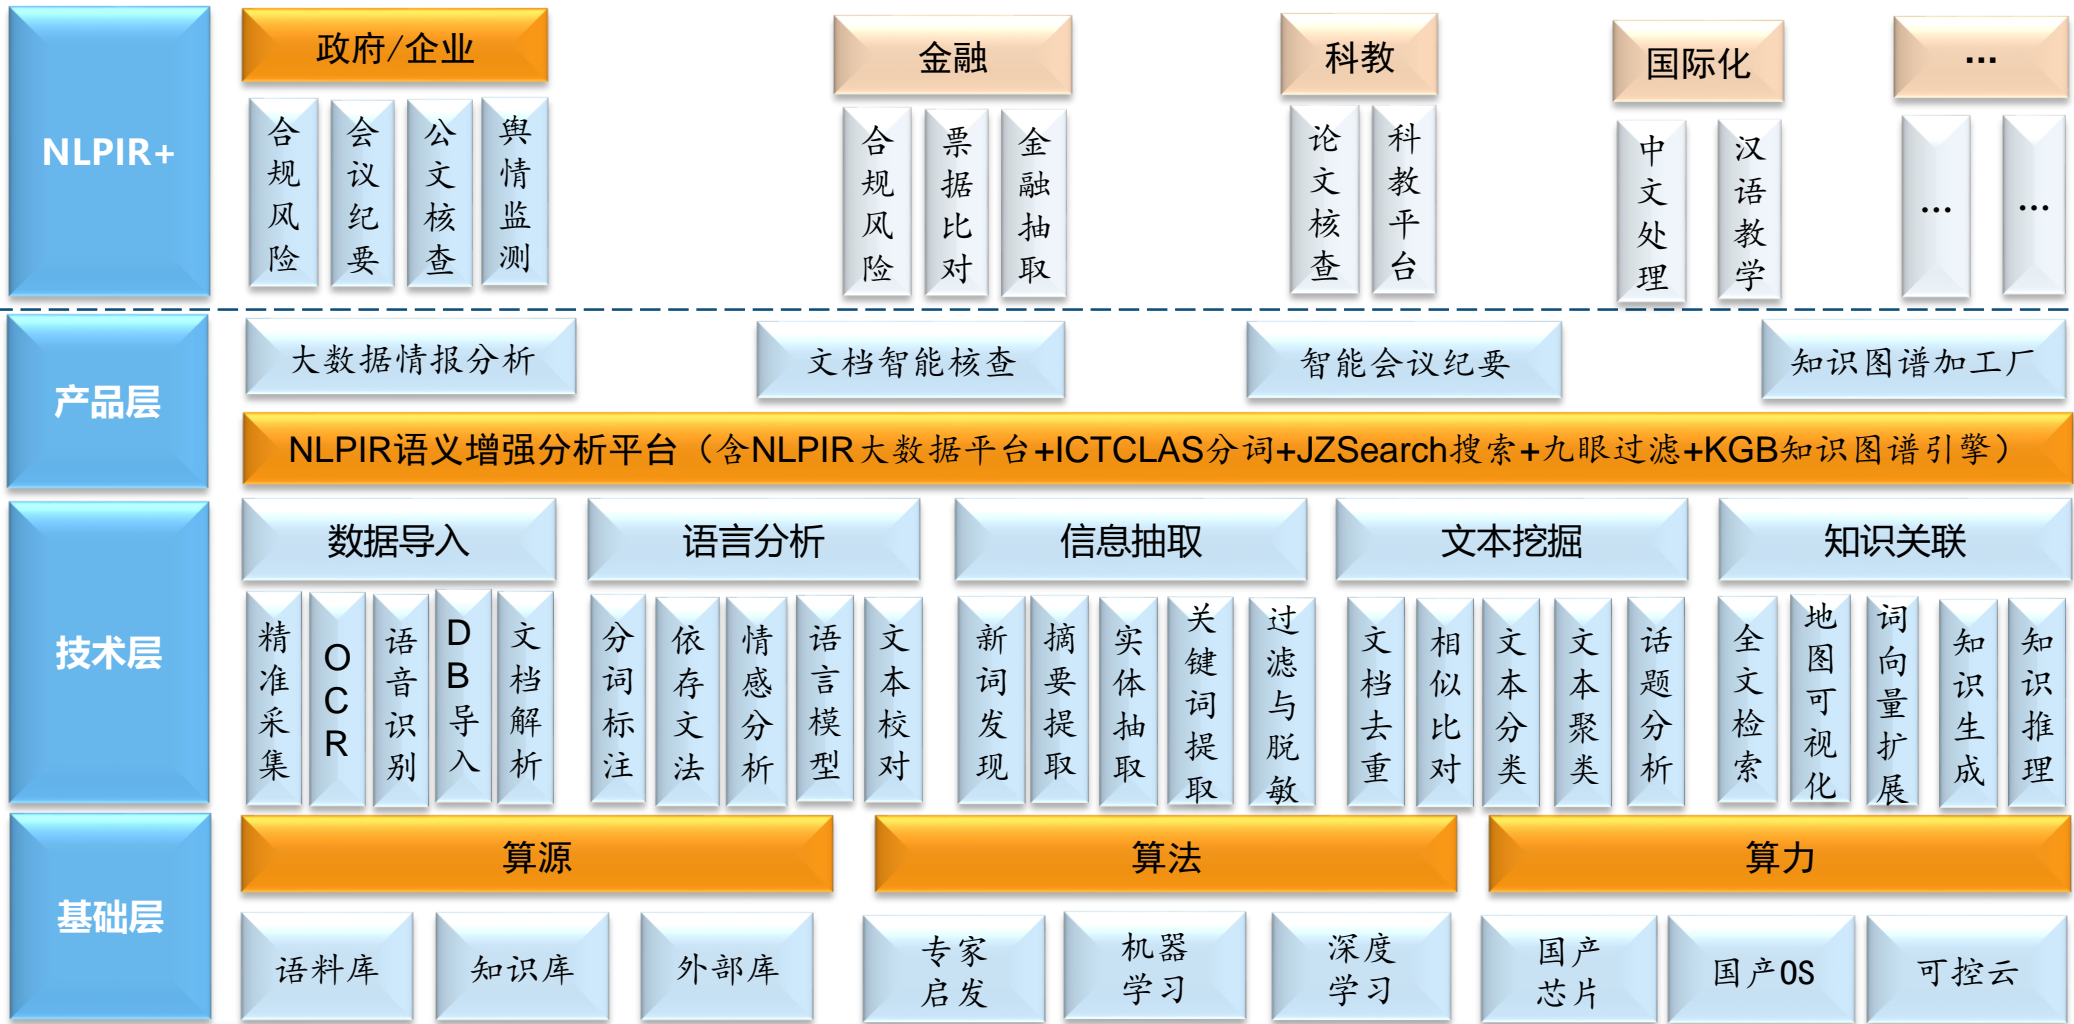 NLPIR+
政府/企业
金融
科教
国际化
...
合规风险
会议纪要
公文核查
舆情监测
合规风险
票据比对
金融抽取
论文核查
科教平台
中文处理
汉语教学
...
...
产品层
大数据情报分析
文档智能核查
智能会议纪要
知识图谱加工厂
NLPIR语义增强分析平台（含NLPIR大数据平台+ICTCLAS分词+JZSearch搜索+九眼过滤+KGB知识图谱引擎）
技术层
数据导入
语言分析
信息抽取
文本挖掘
知识关联
精准采集
OCR
语音识别
DB导入
文档解析
分词标注
依存文法
情感分析
语言模型
文本校对
新词发现
摘要提取
实体抽取
关键词提取
过滤与脱敏
文档去重
相似比对
文本分类
文本聚类
话题分析
全文检索
地图可视化
词向量扩展
知识生成
知识推理
基础层
算源
算法
算力
语料库
知识库
外部库
专家
启发
机器
学习
深度
学习
国产
芯片
国产OS
可控云